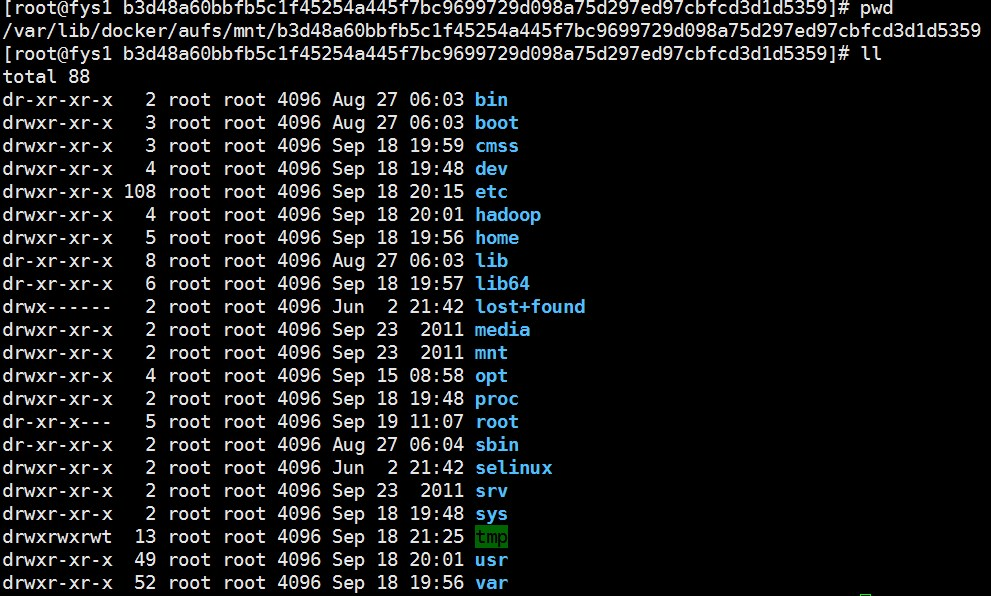 [root@fys1 b3d48a60bbfb5c1f45254a445f7bc9699729d098a75d297ed97cbfcd3d1d5359]# pwd
/var/lib/docker/aufs/mnt/b3d48a60bbfb5c1f45254a445f7bc9699729d098a75d297ed97cbfcd3d1d5359
[root@fys1 b3d48a60bbfb5c1f45254a445f7bc9699729d098a75d297ed97cbfcd3d1d5359]# ll
total 88
dr-xr-xr-x   2 root root 4096 Aug 27 06:03 bin
drwxr-xr-x   3 root root 4096 Aug 27 06:03 boot
drwxr-xr-x   3 root root 4096 Sep 18 19:59 cmss
drwxr-xr-x   4 root root 4096 Sep 18 19:48 dev
drwxr-xr-x 108 root root 4096 Sep 18 20:15 etc
drwxr-xr-x   4 root root 4096 Sep 18 20:01 hadoop
drwxr-xr-x   5 root root 4096 Sep 18 19:56 home
dr-xr-xr-x   8 root root 4096 Aug 27 06:03 lib
dr-xr-xr-x   6 root root 4096 Sep 18 19:57 lib64
drwx------   2 root root 4096 Jun  2 21:42 lost+found
drwxr-xr-x   2 root root 4096 Sep 23  2011 media
drwxr-xr-x   2 root root 4096 Sep 23  2011 mnt
drwxr-xr-x   4 root root 4096 Sep 15 08:58 opt
drwxr-xr-x   2 root root 4096 Sep 18 19:48 proc
dr-xr-x---   5 root root 4096 Sep 19 11:07 root
dr-xr-xr-x   2 root root 4096 Aug 27 06:04 sbin
drwxr-xr-x   2 root root 4096 Jun  2 21:42 selinux
drwxr-xr-x   2 root root 4096 Sep 23  2011 srv
drwxr-xr-x   2 root root 4096 Sep 18 19:48 sys
drwxrwxrwt  13 root root 4096 Sep 18 21:25 tmp
drwxr-xr-x  49 root root 4096 Sep 18 20:01 usr
drwxr-xr-x  52 root root 4096 Sep 18 19:56 var